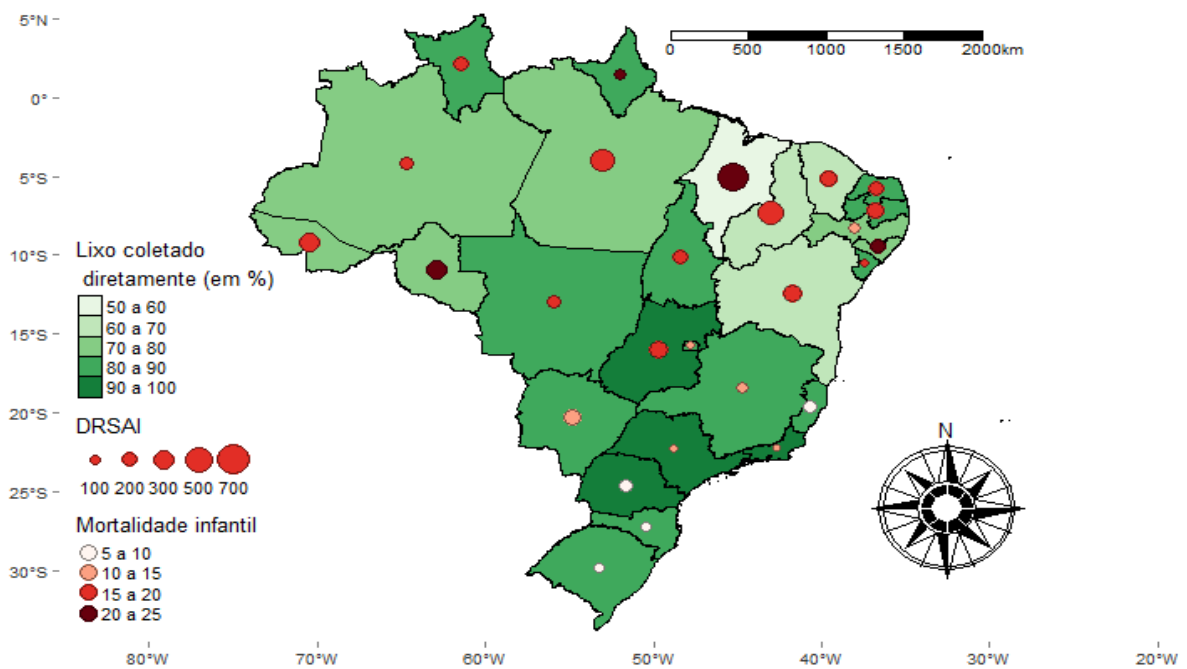 5°N
0°
5°S
10°S
15°S
20°S
25°S
30°S
0 500 1000 1500 2000km
Lixo coletado
diretamente (em %)
50 a 60
60 a 70
70 a 80
80 a 90
90 a 100
DRSAI
100 200 300 500 700
Mortalidade infantil
5 a 10
10 a 15
15 a 20
20 a 25
N
80°W 70°W 60°W 50°W 40°W 30°W 20°W